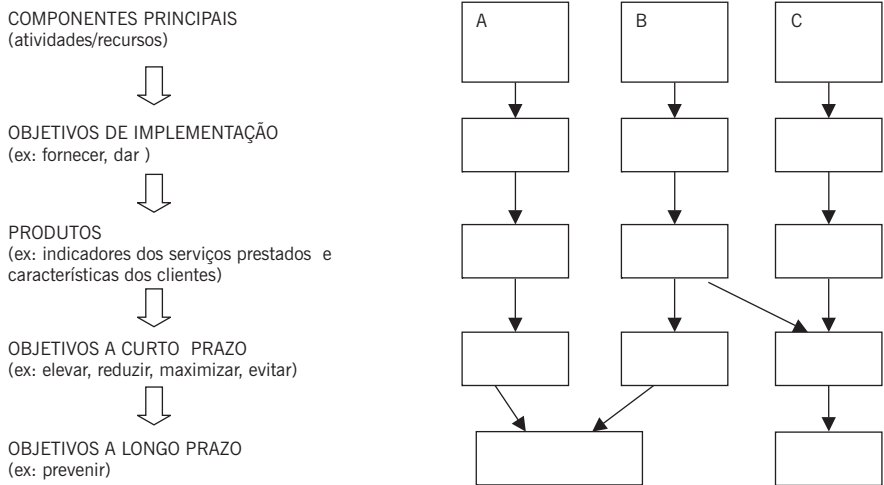 COMPONENTES PRINCIPAIS
(atividades/recursos)
A
B
C
OBJETIVOS DE IMPLEMENTAÇÃO
(ex: fornecer, dar )
PRODUTOS
(ex: indicadores dos serviços prestados e
características dos clientes)
OBJETIVOS A CURTO PRAZO
(ex: elevar, reduzir, maximizar, evitar)
OBJETIVOS A LONGO PRAZO
(ex: prevenir)